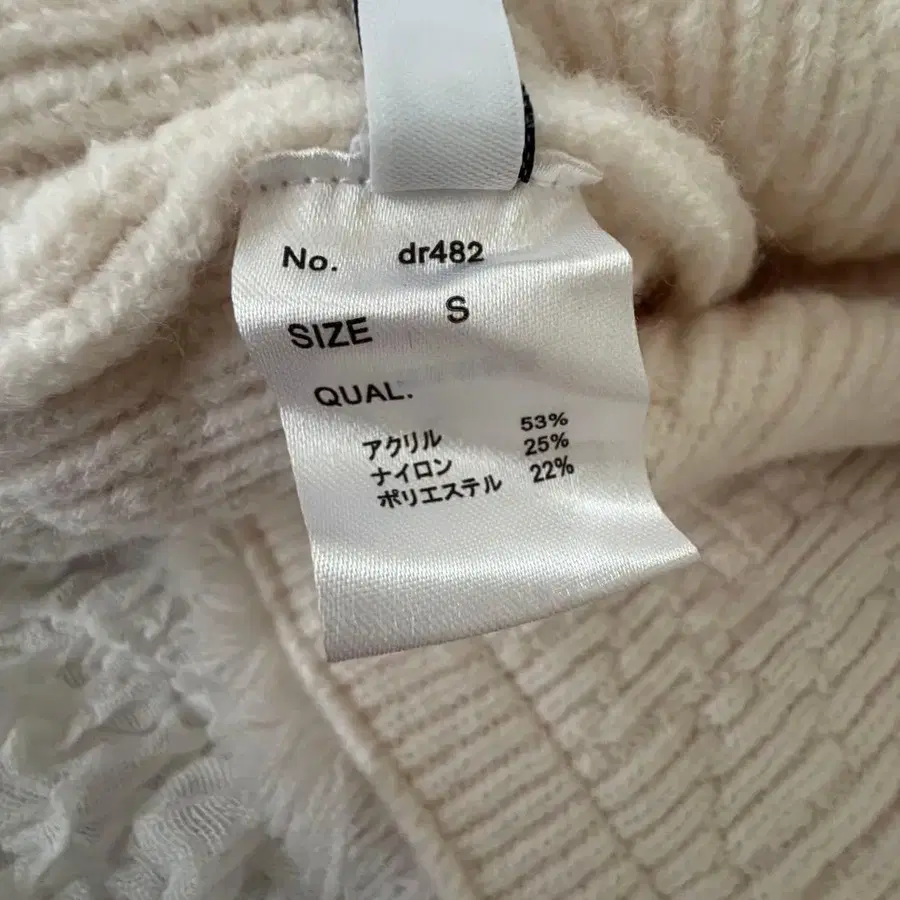 No. dr482
SIZE S
QUAL.
アクリル 53%
ナイロン 25%
ポリエステル 22%